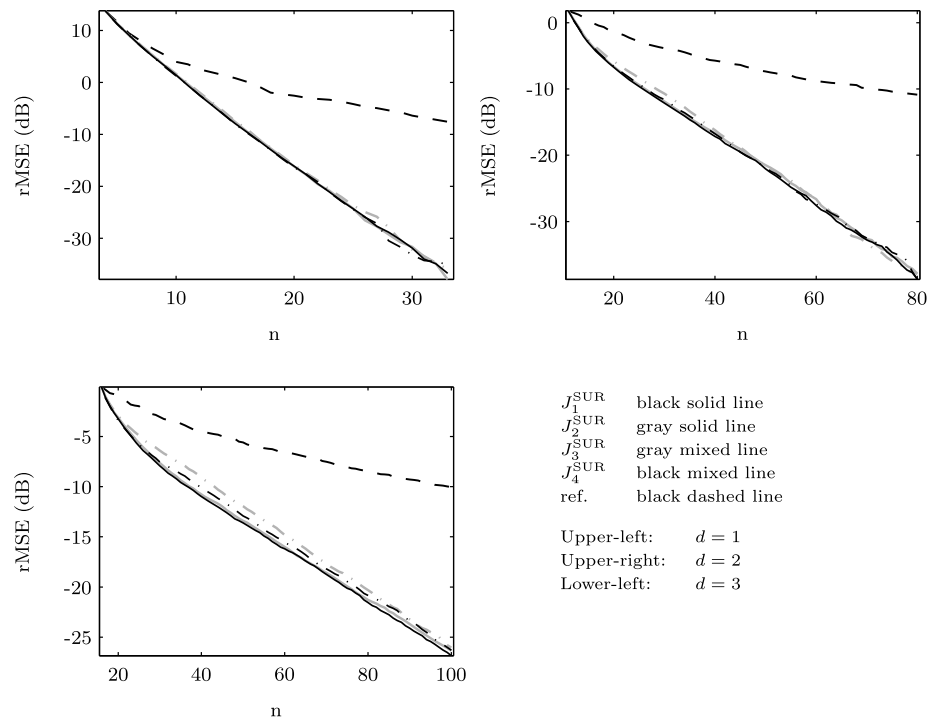 10
0
-10
-20
-30
rMSE (dB)
10 20 30
n
0
-10
-20
-30
rMSE (dB)
20 40 60 80
n
-5
-10
-15
-20
-25
rMSE (dB)
20 40 60 80 100
n
J_1^SUR black solid line
J_2^SUR gray solid line
J_3^SUR gray mixed line
J_4^SUR black mixed line
ref. black dashed line
Upper-left: d = 1
Upper-right: d = 2
Lower-left: d = 3